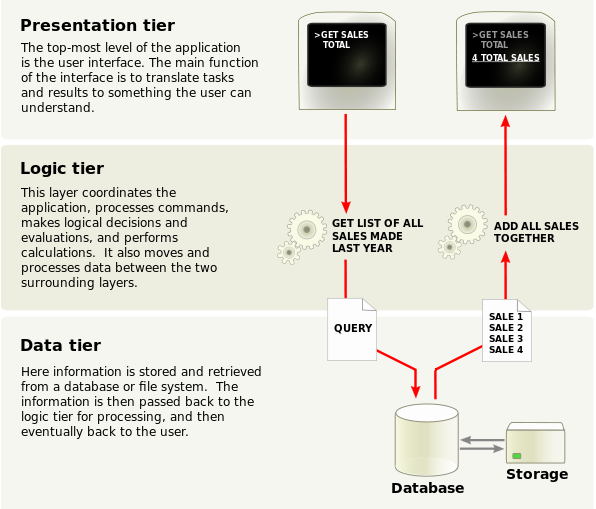 Presentation tier
The top-most level of the application
is the user interface. The main function
of the interface is to translate tasks
and results to something the user can
understand.
>GET SALES
TOTAL
>GET SALES
TOTAL
4 TOTAL SALES
Logic tier
This layer coordinates the
application, processes commands,
makes logical decisions and
evaluations, and performs
calculations.  It also moves and
processes data between the two
surrounding layers.
GET LIST OF ALL
SALES MADE
LAST YEAR
ADD ALL SALES
TOGETHER
QUERY
SALE 1
SALE 2
SALE 3
SALE 4
Data tier
Here information is stored and retrieved
from a database or file system.  The
information is then passed back to the
logic tier for processing, and then
eventually back to the user.
Database
Storage